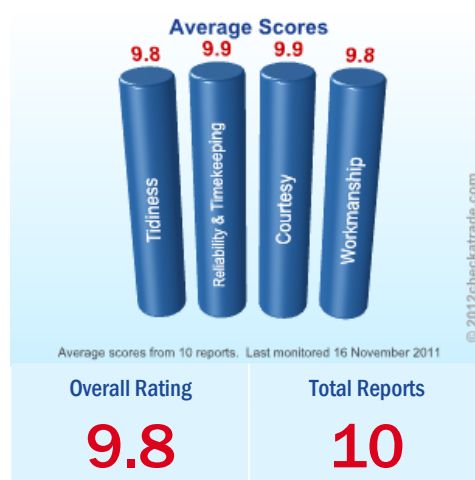 Average Scores
9.8 9.9 9.9 9.8
Tidiness
Reliability & Timekeeping
Courtesy
Workmanship
© 2012checkatrade.com
Average scores from 10 reports. Last monitored 16 November 2011
Overall Rating
9.8
Total Reports
10